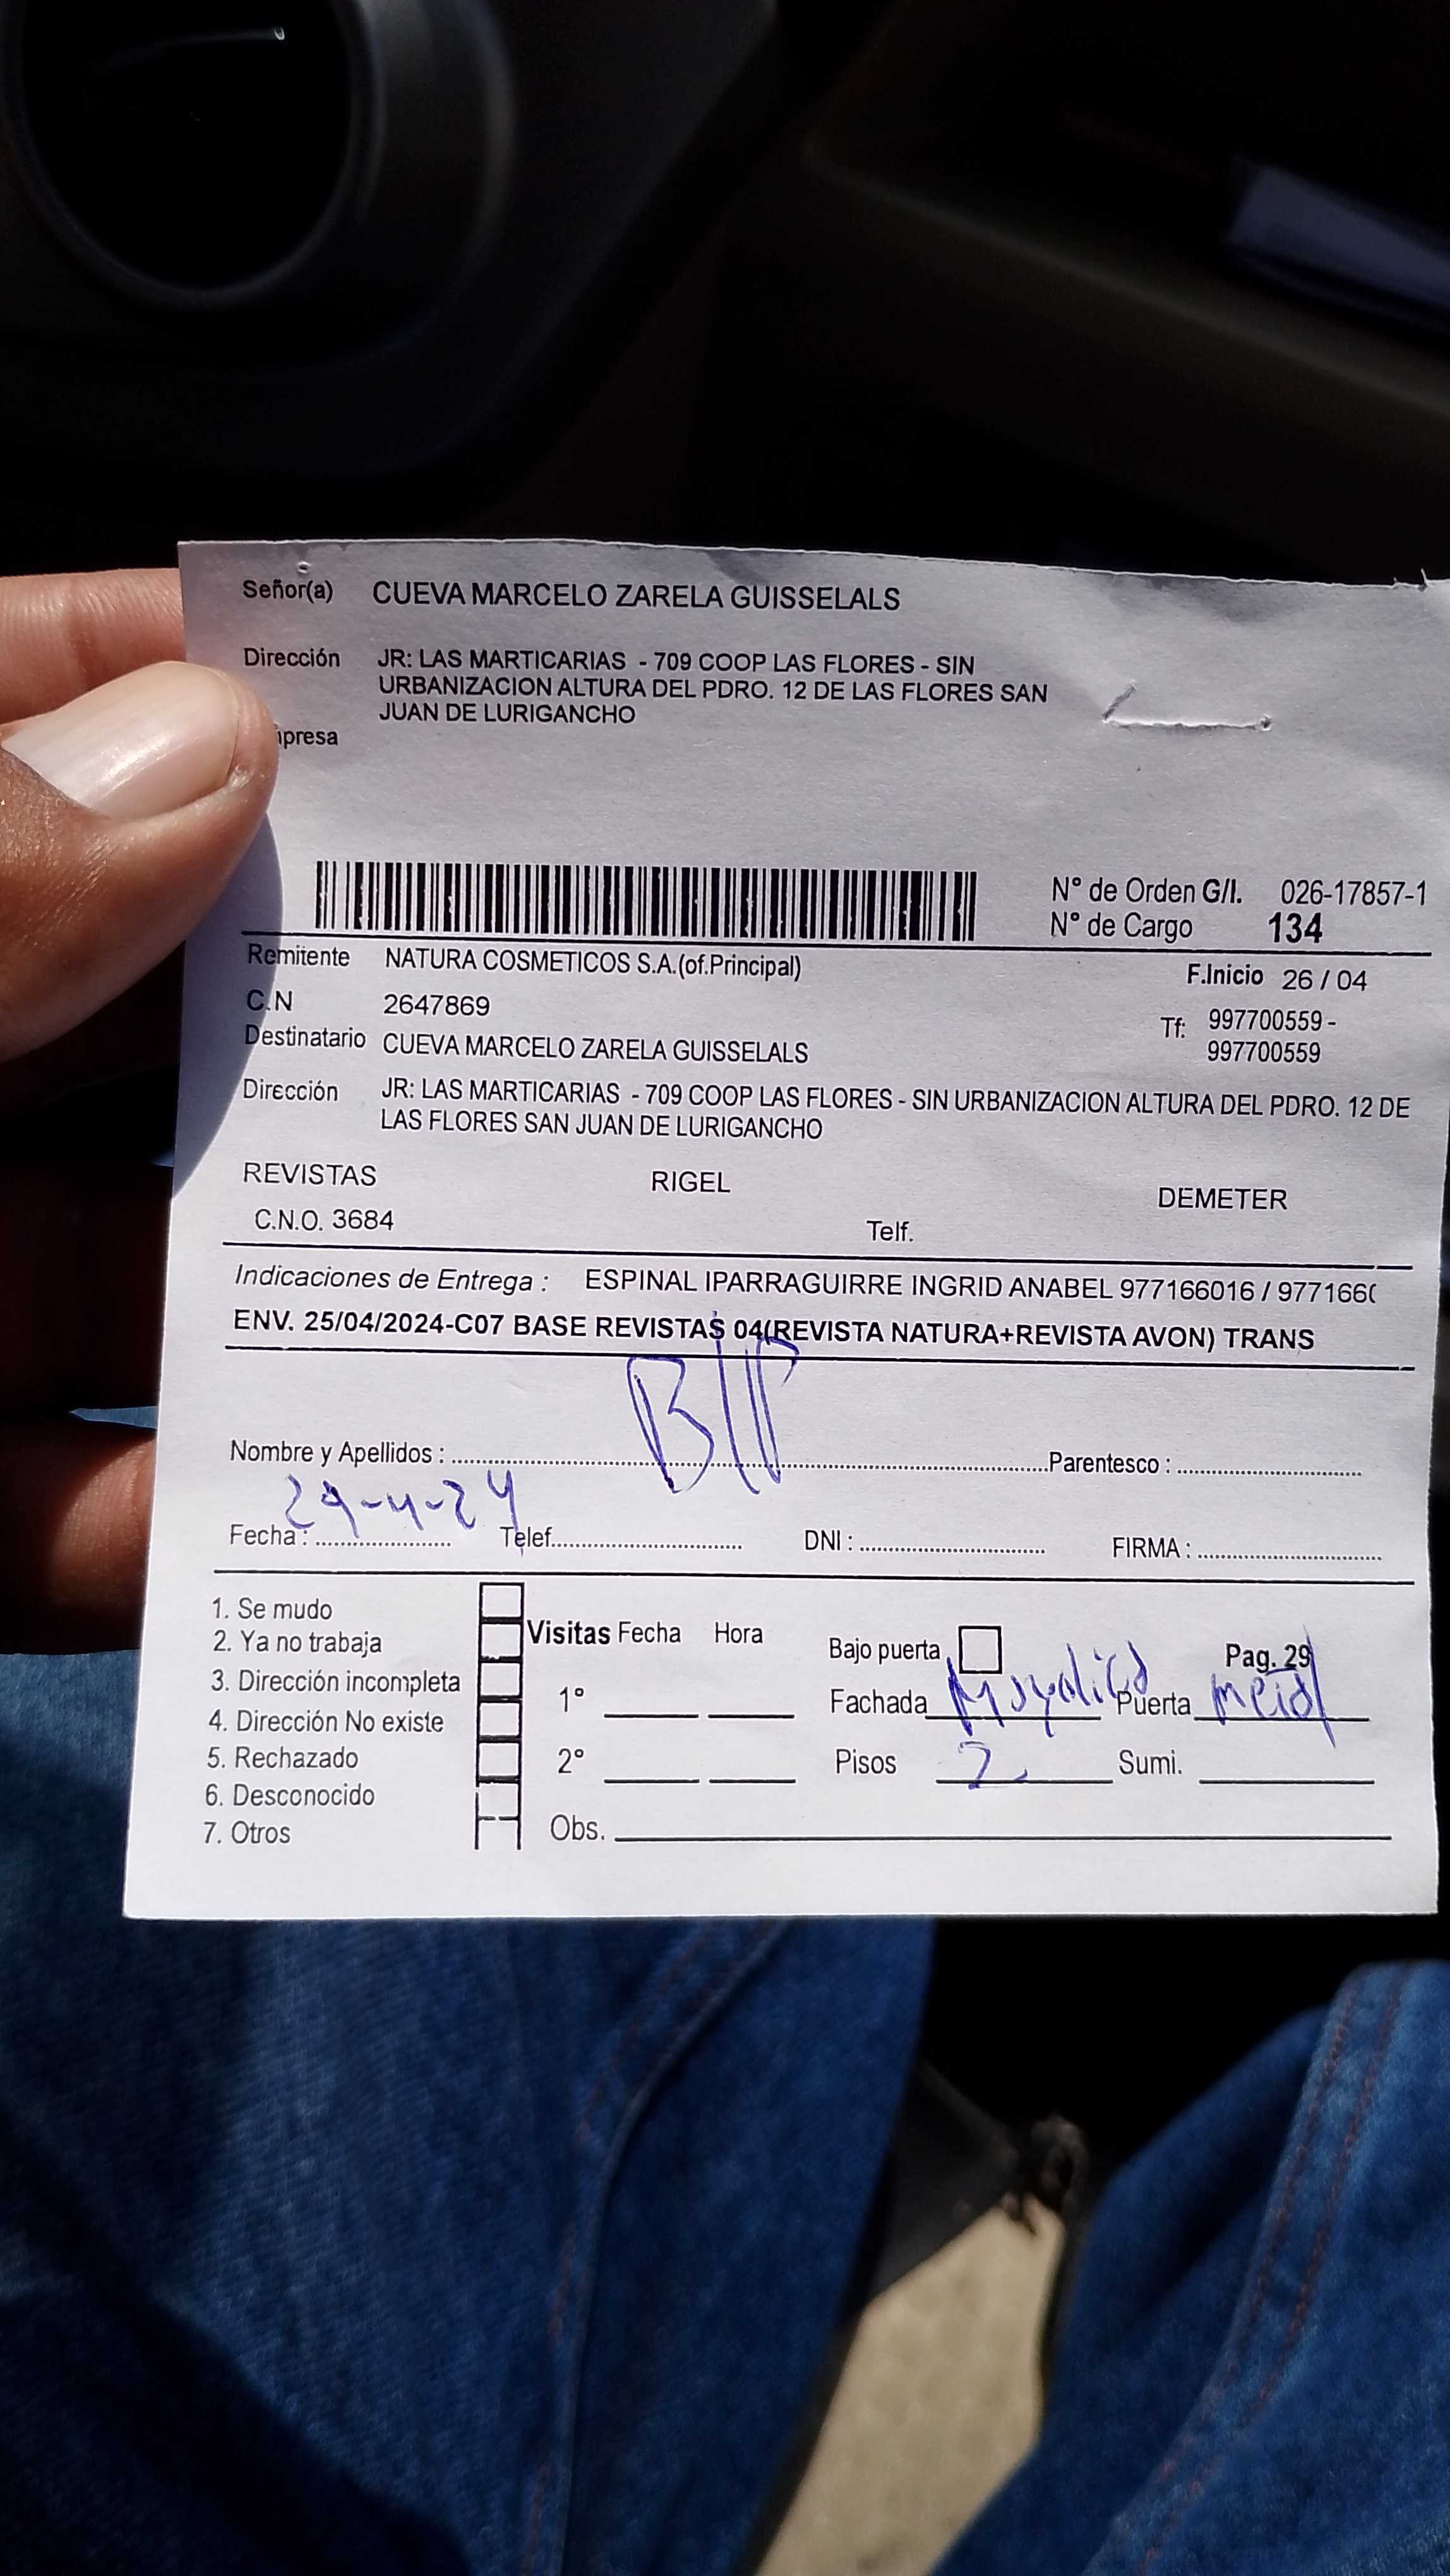 Señor(a) CUEVA MARCELO ZARELA GUISSELALS
Dirección JR: LAS MARTICARIAS - 709 COOP LAS FLORES - SIN
URBANIZACION ALTURA DEL PDRO. 12 DE LAS FLORES SAN
JUAN DE LURIGANCHO
presa
N° de Orden G/I. 026-17857-1
N° de Cargo 134
Remitente NATURA COSMETICOS S.A.(of.Principal)
F.Inicio 26 / 04
C.N 2647869
Tf: 997700559 -
997700559
Destinatario CUEVA MARCELO ZARELA GUISSELALS
Dirección JR: LAS MARTICARIAS - 709 COOP LAS FLORES - SIN URBANIZACION ALTURA DEL PDRO. 12 DE
LAS FLORES SAN JUAN DE LURIGANCHO
REVISTAS RIGEL DEMETER
C.N.O. 3684 Telf.
Indicaciones de Entrega : ESPINAL IPARRAGUIRRE INGRID ANABEL 977166016 / 977166
ENV. 25/04/2024-C07 BASE REVISTAS 04(REVISTA NATURA+REVISTA AVON) TRANS
B/P
Nombre y Apellidos : Parentesco :
29-4-24
Fecha : Telef. DNI : FIRMA :
1. Se mudo
2. Ya no trabaja
3. Dirección incompleta
4. Dirección No existe
5. Rechazado
6. Desconocido
7. Otros
Visitas Fecha Hora
1°
2°
Obs.
Bajo puerta Pag. 29
Fachada Puerta
Pisos 2 Sumi.